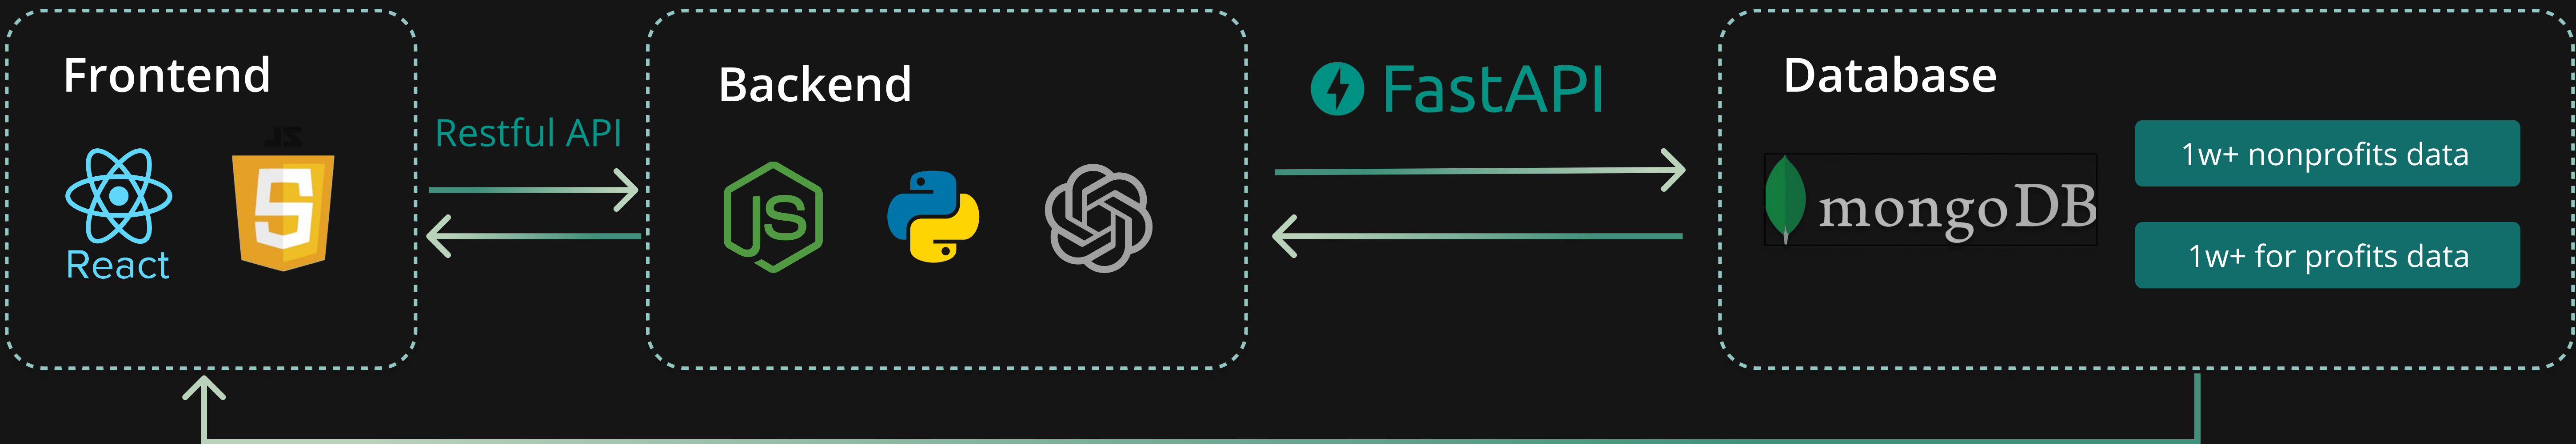 Frontend
JS
5
React
Restful API
Backend
JS
FastAPI
Database
mongoDB
1w+ nonprofits data
1w+ for profits data